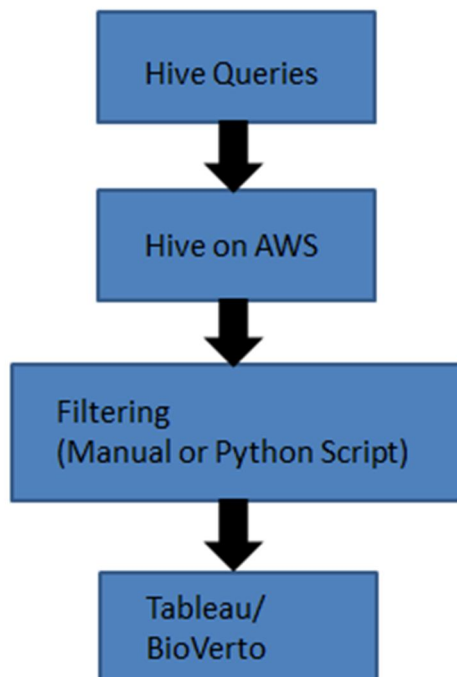 Hive Queries
Hive on AWS
Filtering
(Manual or Python Script)
Tableau/
BioVerto